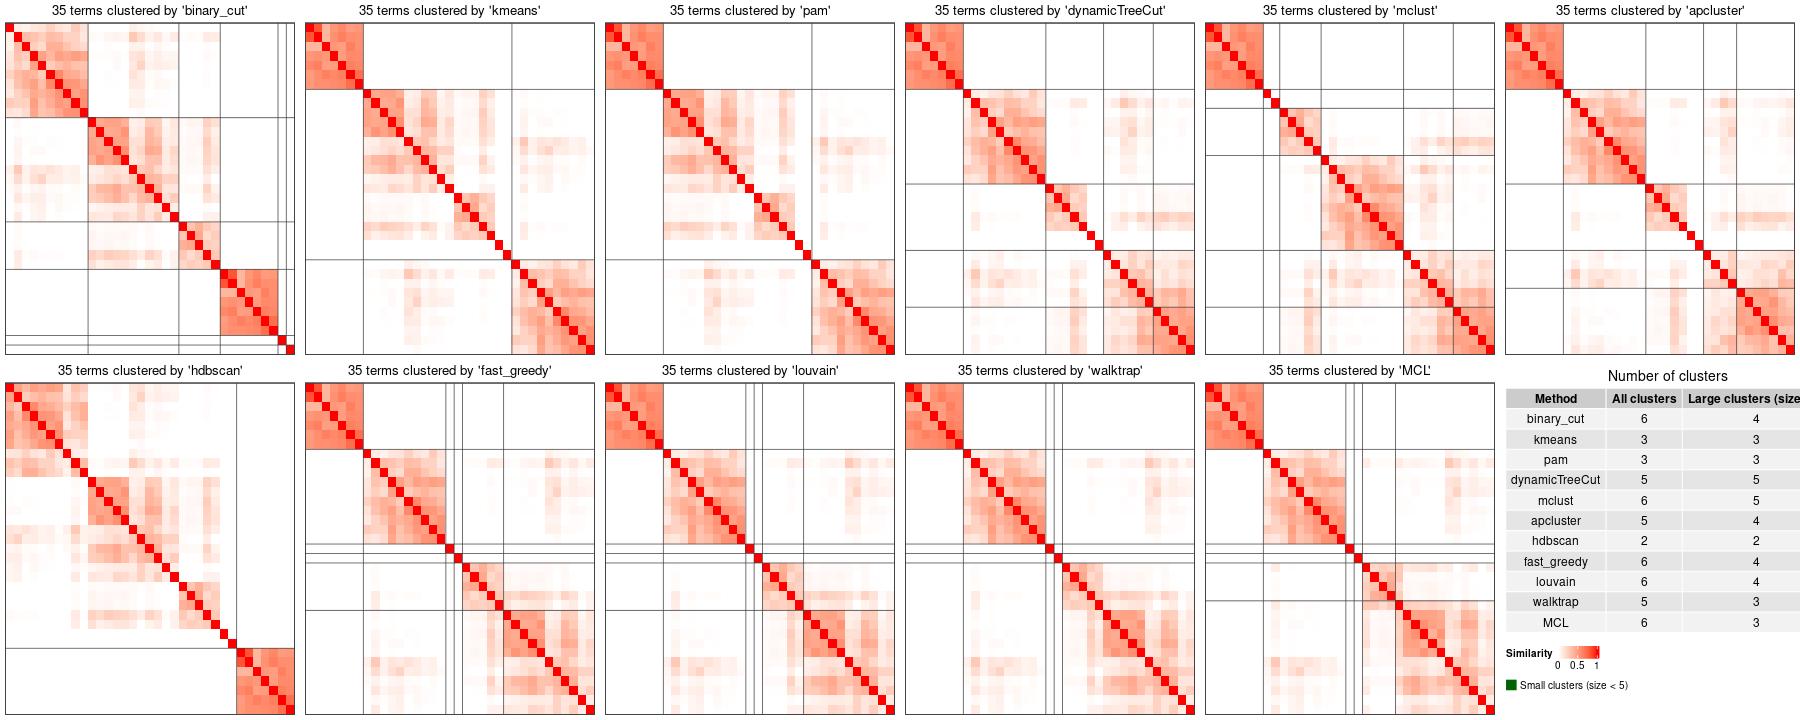 35 terms clustered by 'binary_cut'
35 terms clustered by 'kmeans'
35 terms clustered by 'pam'
35 terms clustered by 'dynamicTreeCut'
35 terms clustered by 'mclust'
35 terms clustered by 'apcluster'
35 terms clustered by 'hdbscan'
35 terms clustered by 'fast_greedy'
35 terms clustered by 'louvain'
35 terms clustered by 'walktrap'
35 terms clustered by 'MCL'
Number of clusters
Method All clusters Large clusters (size
binary_cut 6 4
kmeans 3 3
pam 3 3
dynamicTreeCut 5 5
mclust 6 5
apcluster 5 4
hdbscan 2 2
fast_greedy 6 4
louvain 6 4
walktrap 5 3
MCL 6 3
Similarity
0 0.5 1
Small clusters (size < 5)